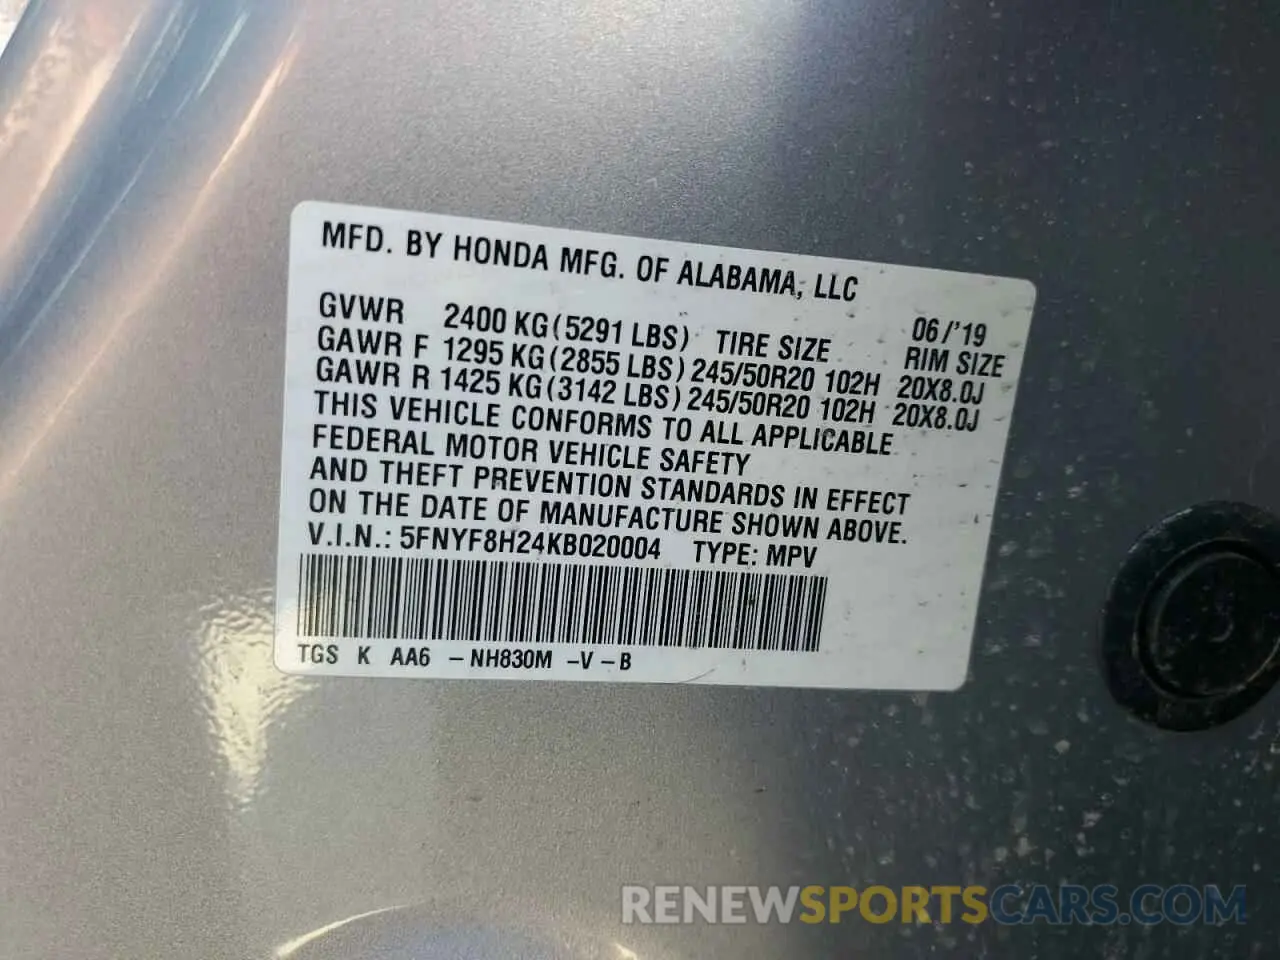 MFD. BY HONDA MFG. OF ALABAMA, LLC
GVWR 2400 KG(5291 LBS) TIRE SIZE 06/'19 RIM SIZE
GAWR F 1295 KG(2855 LBS) 245/50R20 102H 20X8.0J
GAWR R 1425 KG(3142 LBS) 245/50R20 102H 20X8.0J
THIS VEHICLE CONFORMS TO ALL APPLICABLE
FEDERAL MOTOR VEHICLE SAFETY
AND THEFT PREVENTION STANDARDS IN EFFECT
ON THE DATE OF MANUFACTURE SHOWN ABOVE.
V.I.N.: 5FNYF8H24KB020004 TYPE: MPV
TGS K AA6 – NH830M – V – B
RENEWSPORTSCARS.COM